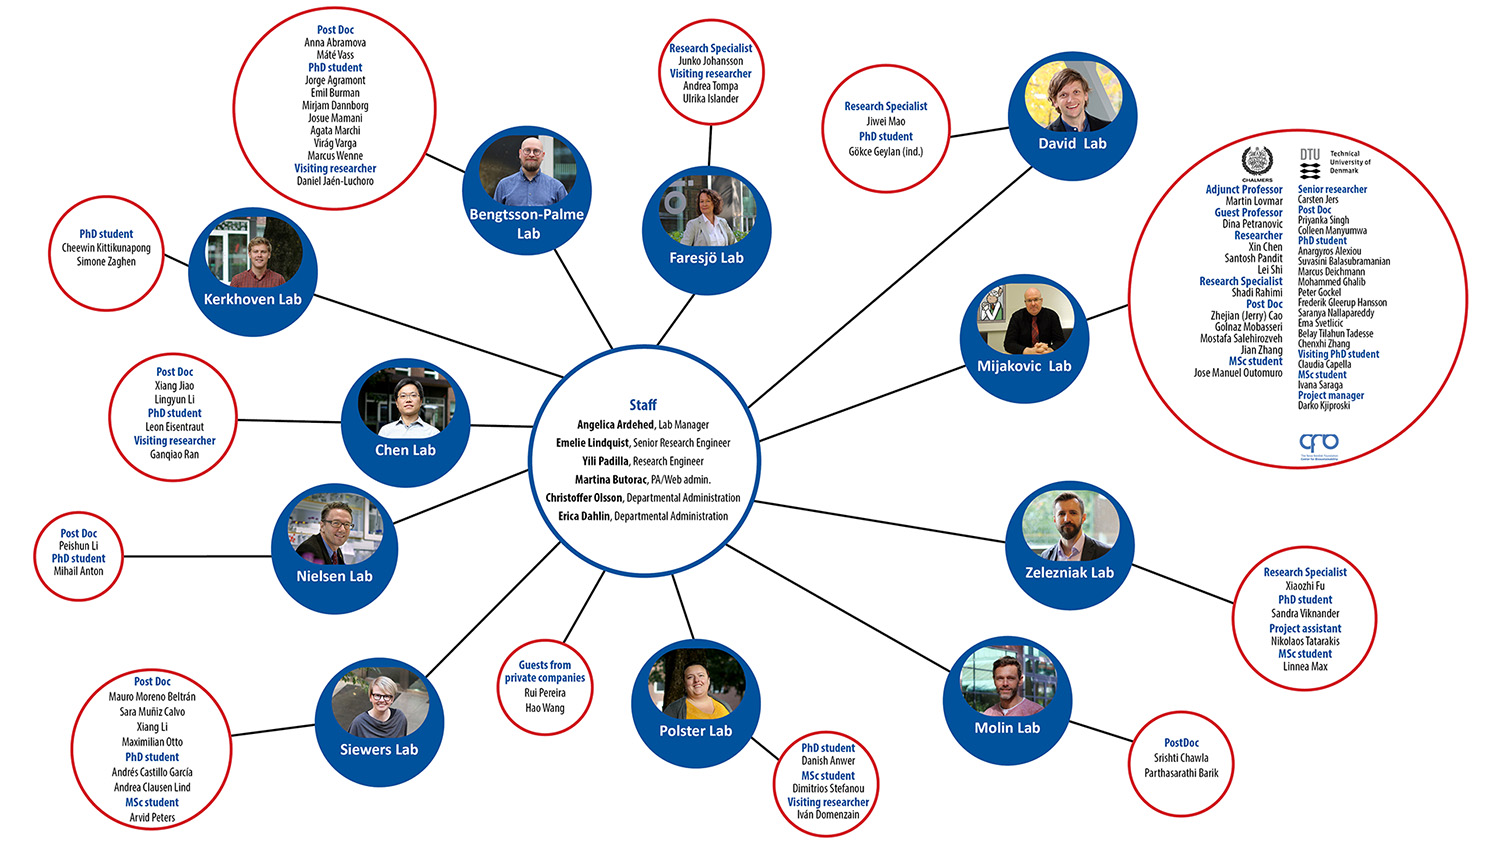 Post Doc
Anna Abramova
Máté Vass
PhD student
Jorge Agramont
Emil Burman
Mirjam Dannborg
Josue Mamani
Agata Marchi
Virág Varga
Marcus Wenne
Visiting researcher
Daniel Jaén-Luchoro
Bengtsson-Palme
Lab
Research Specialist
Junko Johansson
Visiting researcher
Andrea Tompa
Ulrika Islander
Faresjö Lab
Research Specialist
Jiwei Mao
PhD student
Gökce Geylan (ind.)
David Lab
CHALMERS
Adjunct Professor
Martin Lovmar
Guest Professor
Dina Petranovic
Researcher
Xin Chen
Santosh Pandit
Lei Shi
Research Specialist
Shadi Rahimi
Post Doc
Zhejian (Jerry) Cao
Golnaz Mobasseri
Mostafa Salehirozveh
Jian Zhang
MSc student
Jose Manuel Outomuro
DTU
Technical
University of
Denmark
Senior researcher
Carsten Jers
Post Doc
Priyanka Singh
Colleen Manyumwa
PhD student
Anargyros Alexiou
Suvasini Balasubramanian
Marcus Deichmann
Mohammed Ghalib
Peter Gockel
Frederik Gleerup Hansson
Saranya Nallapareddy
Ema Svetlicic
Belay Tilahun Tadesse
Chenxhi Zhang
Visiting PhD student
Claudia Capella
MSc student
Ivana Saraga
Project manager
Darko Kjiproski
Mijakovic Lab
PhD student
Cheewin Kittikunapong
Simone Zaghen
Kerkhoven Lab
Post Doc
Xiang Jiao
Lingyun Li
PhD student
Leon Eisentraut
Visiting researcher
Ganqiao Ran
Chen Lab
Staff
Angelica Ardehed, Lab Manager
Emelie Lindquist, Senior Research Engineer
Yili Padilla, Research Engineer
Martina Butorac, PA/Web admin.
Christoffer Olsson, Departmental Administration
Erica Dahlin, Departmental Administration
Post Doc
Peishun Li
PhD student
Mihail Anton
Nielsen Lab
Zelezniak Lab
Research Specialist
Xiaozhi Fu
PhD student
Sandra Viknander
Project assistant
Nikolaos Tatarakis
MSc student
Linnea Max
Post Doc
Mauro Moreno Beltrán
Sara Muñiz Calvo
Xiang Li
Maximilian Otto
PhD student
Andrés Castillo García
Andrea Clausen Lind
MSc student
Arvid Peters
Siewers Lab
Guests from
private companies
Rui Pereira
Hao Wang
Polster Lab
PhD student
Danish Anwer
MSc student
Dimitrios Stefanou
Visiting researcher
Iván Domenzain
Molin Lab
PostDoc
Srishti Chawla
Parthasarathi Barik